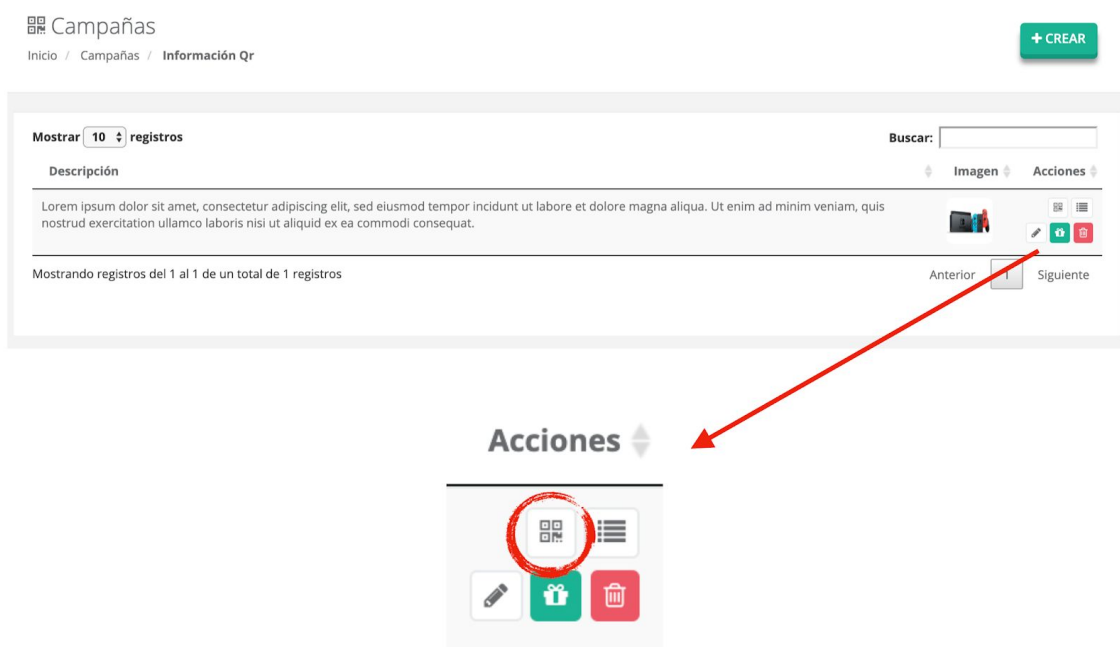 Campañas
+ CREAR
Inicio / Campañas / Información Qr
Mostrar 10 registros
Buscar:
Descripción Imagen Acciones
Lorem ipsum dolor sit amet, consectetur adipiscing elit, sed eiusmod tempor incidunt ut labore et dolore magna aliqua. Ut enim ad minim veniam, quis
nostrud exercitation ullamco laboris nisi ut aliquid ex ea commodi consequat.
Mostrando registros del 1 al 1 de un total de 1 registros
Anterior 1 Siguiente
Acciones